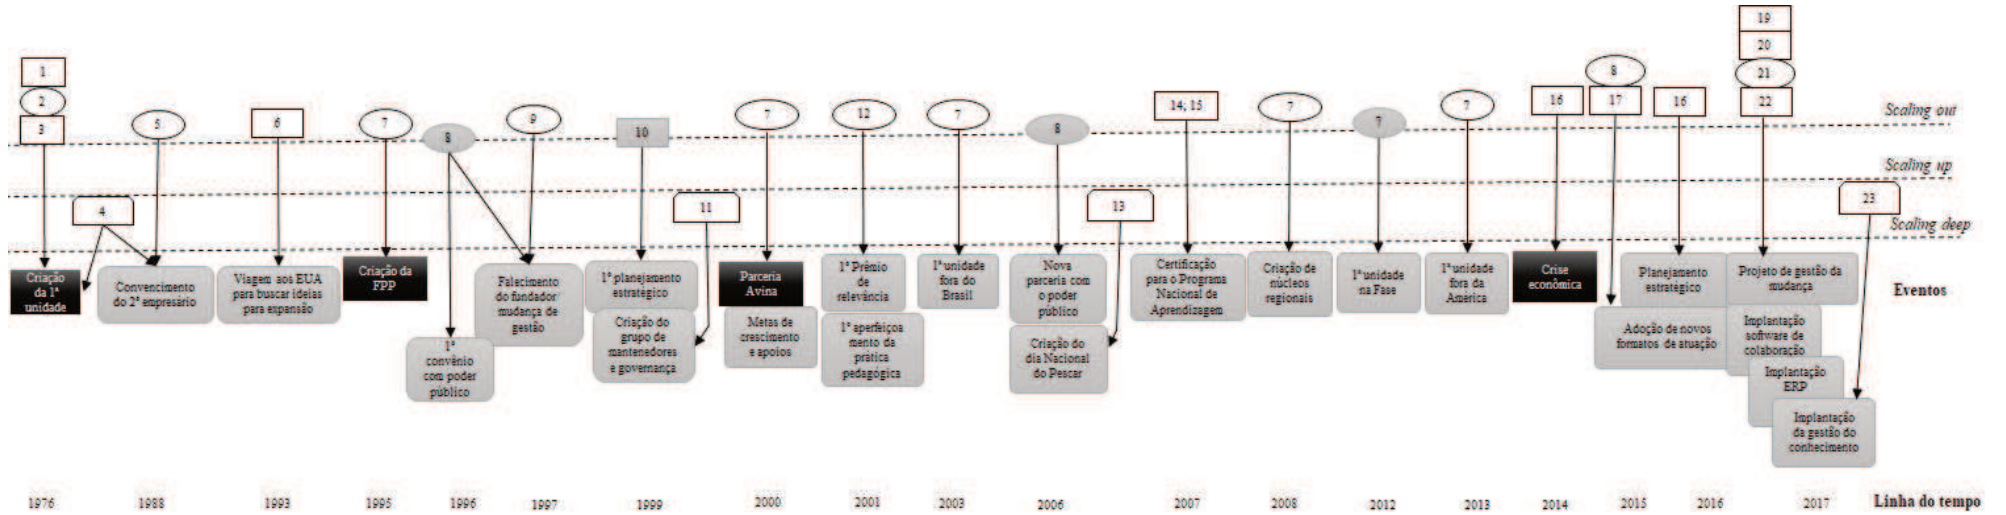 19
20
21
22
1
2
3
5
6
7
8
9
10
7
12
7
8
14; 15
7
7
7
16
8
17
16
Scaling out
Scaling up
4
11
13
23
Scaling deep
Criação
da 1ª
unidade
Convencimento
do 2º empresário
Viagem aos EUA
para buscar ideias
para expansão
Criação da
FPP
1º
convênio
com poder
público
Falecimento
do fundador
mudança de
gestão
1º planejamento
estratégico
Criação do
grupo de
mantenedores
e governança
Parceria
Avina
Metas de
crescimento
e apoios
1º Prêmio
de
relevância
1º aperfeiçoa
mento da
prática
pedagógica
1ª unidade
fora do
Brasil
Nova
parceria com
o poder
público
Criação do
dia Nacional
do Pescar
Certificação
para o Programa
Nacional de
Aprendizagem
Criação de
núcleos
regionais
1ª unidade
na Fase
1ª unidade
fora da
América
Crise
econômica
Planejamento
estratégico
Adoção de novos
formatos de atuação
Projeto de gestão da
mudança
Implantação
software de
colaboração
Implantação
ERP
Implantação
da gestão do
conhecimento
Eventos
1976
1988
1993
1995
1996
1997
1999
2000
2001
2003
2006
2007
2008
2012
2013
2014
2015
2016
2017
Linha do tempo